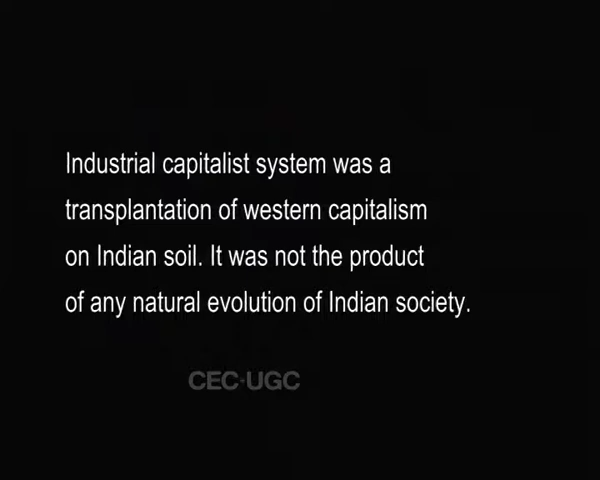 Industrial capitalist system was a
transplantation of western capitalism
on Indian soil. It was not the product
of any natural evolution of Indian society.
CEC-UGC